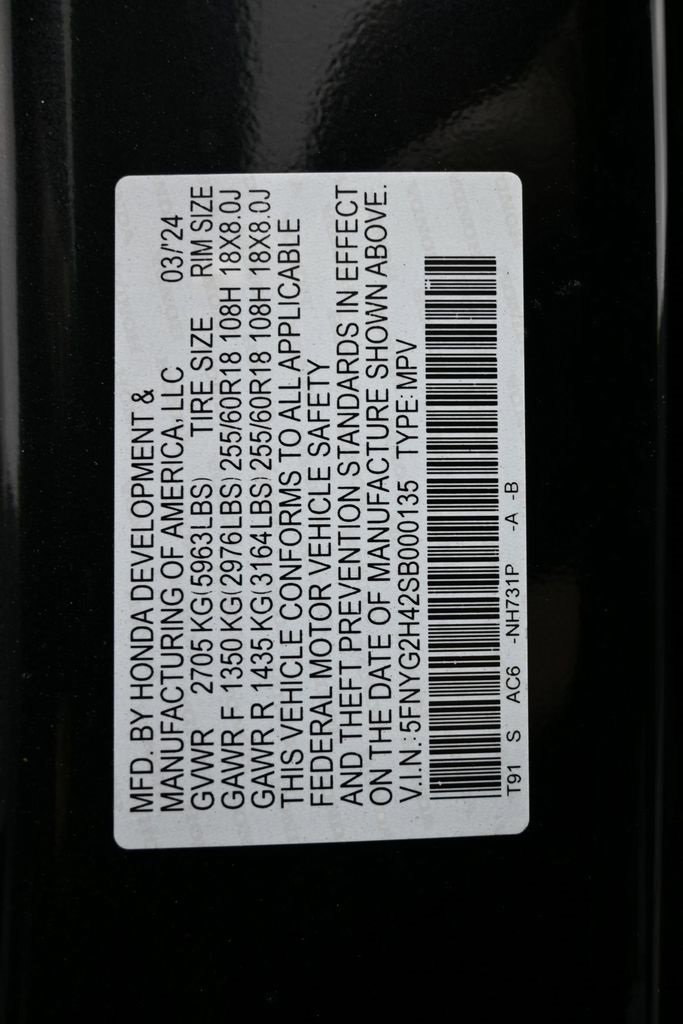 MFD. BY HONDA DEVELOPMENT &
MANUFACTURING OF AMERICA, LLC 03/'24
GVWR 2705 KG(5963LBS) TIRE SIZE RIM SIZE
GAWR F 1350 KG(2976LBS) 255/60R18 108H 18X8.0J
GAWR R 1435 KG(3164LBS) 255/60R18 108H 18X8.0J
THIS VEHICLE CONFORMS TO ALL APPLICABLE
FEDERAL MOTOR VEHICLE SAFETY
AND THEFT PREVENTION STANDARDS IN EFFECT
ON THE DATE OF MANUFACTURE SHOWN ABOVE.
V.I.N.:5FNYG2H42SB000135 TYPE:MPV
T91 S AC6 -NH731P -A -B